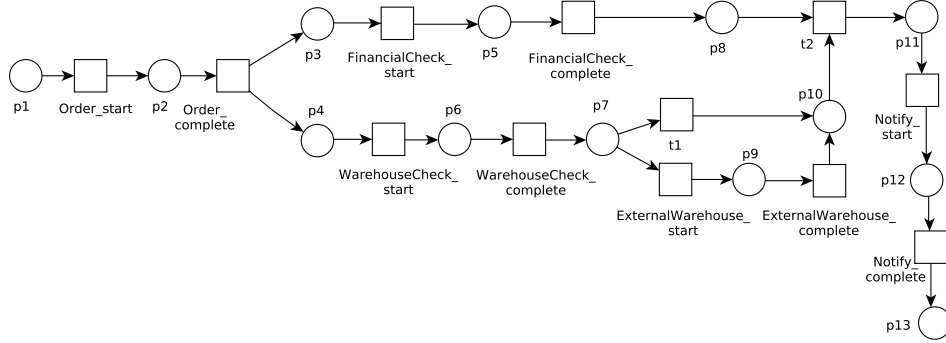 p1
Order_start
p2
Order_
complete
p3
FinancialCheck_
start
p5
FinancialCheck_
complete
p8
t2
p11
p4
WarehouseCheck_
start
p6
WarehouseCheck_
complete
p7
t1
p10
ExternalWarehouse_
start
p9
ExternalWarehouse_
complete
Notify_
start
p12
Notify_
complete
p13